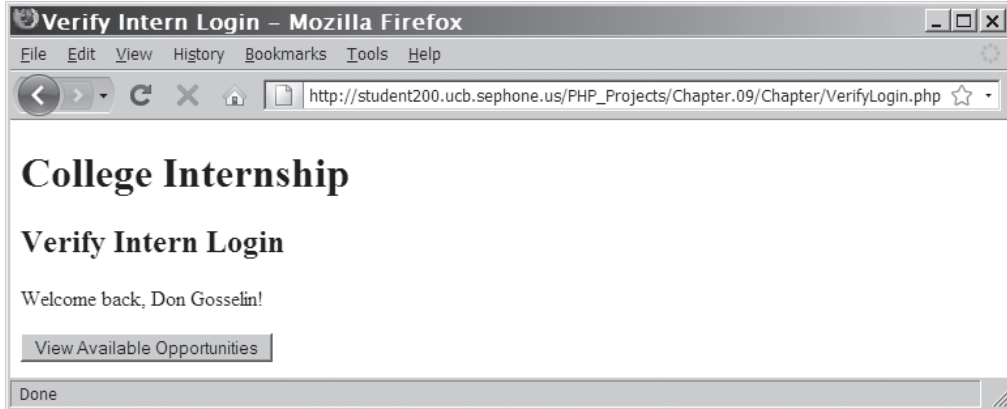 Verify Intern Login – Mozilla Firefox
File Edit View History Bookmarks Tools Help
http://student200.ucb.sephone.us/PHP_Projects/Chapter.09/Chapter/VerifyLogin.php
College Internship
Verify Intern Login
Welcome back, Don Gosselin!
View Available Opportunities
Done